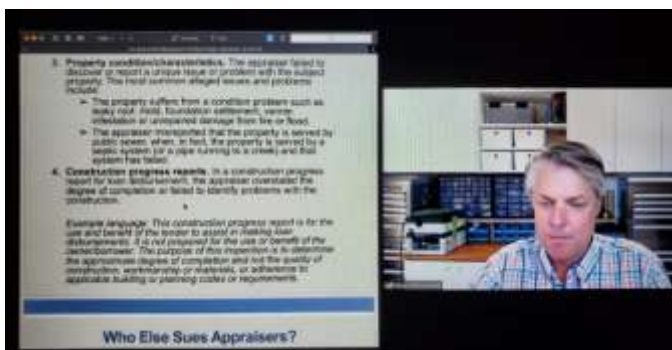 3. Property condition/characteristics. The appraiser failed to
discover or report a unique issue or problem with the subject
property. The most common alleged issues and problems
include:
➤ The property suffers from a condition problem such as
leaky roof, mold, foundation settlement, vermin
infestation or unrepaired damage from fire or flood.
➤ The appraiser misreported that the property is served by
public sewer, when, in fact, the property is served by a
septic system (or a pipe running to a creek) and that
system has failed.
4. Construction progress reports. In a construction progress
report for loan disbursement, the appraiser overstated the
degree of completion or failed to identify problems with the
construction.
Example language: This construction progress report is for the
use and benefit of the lender to assist in making loan
disbursements. It is not prepared for the use or benefit of the
owner/borrower. The purpose of this inspection is to determine
the approximate degree of completion and not the quality of
construction, workmanship or materials, or adherence to
applicable building or planning codes or requirements.
Who Else Sues Appraisers?